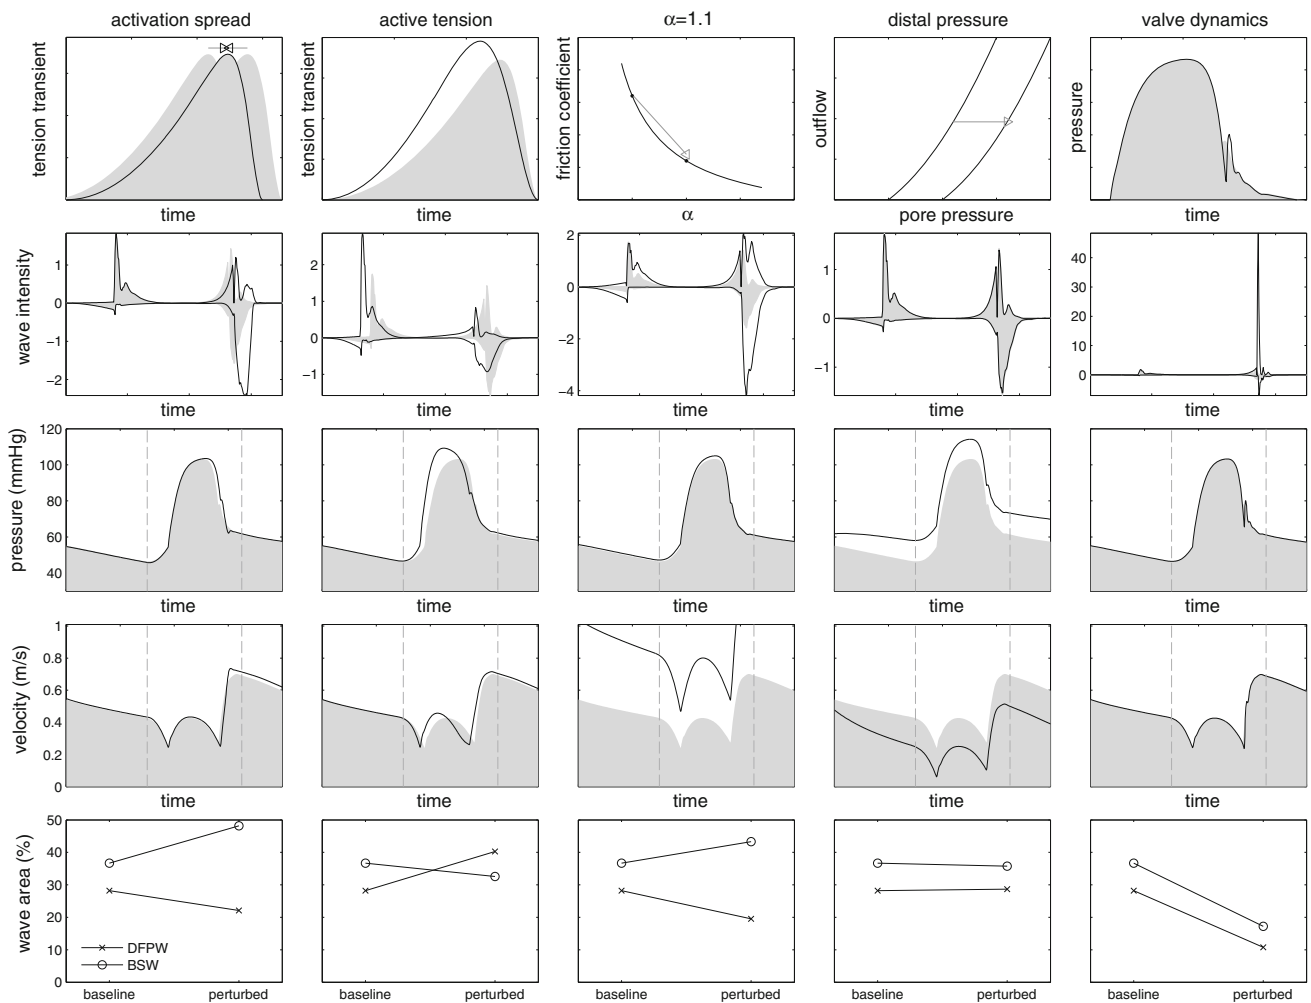 activation spread
active tension
α=1.1
distal pressure
valve dynamics
tension transient
tension transient
friction coefficient
outflow
pressure
time
time
α
pore pressure
time
wave intensity
1
0
−1
−2
2
1
0
−1
2
0
−2
−4
1
0
−1
40
30
20
10
0
time
time
time
time
time
pressure (mmHg)
120
100
80
60
40
time
time
time
time
time
velocity (m/s)
1
0.8
0.6
0.4
0.2
0
time
time
time
time
time
wave area (%)
50
40
30
20
10
0
DFPW
BSW
baseline perturbed
baseline perturbed
baseline perturbed
baseline perturbed
baseline perturbed